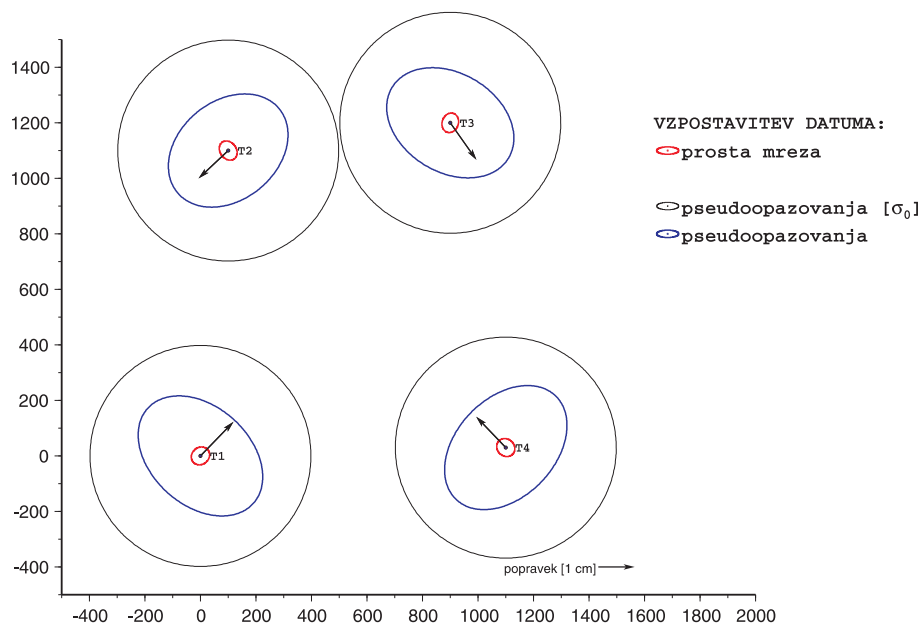 1400
1200
1000
800
600
400
200
0
-200
-400
-400 -200 0 200 400 600 800 1000 1200 1400 1600 1800 2000
T2
T3
T1
T4
popravek [1 cm]
VZPOSTAVITEV DATUMA:
prosta mreza
pseudoopazovanja [σ₀]
pseudoopazovanja